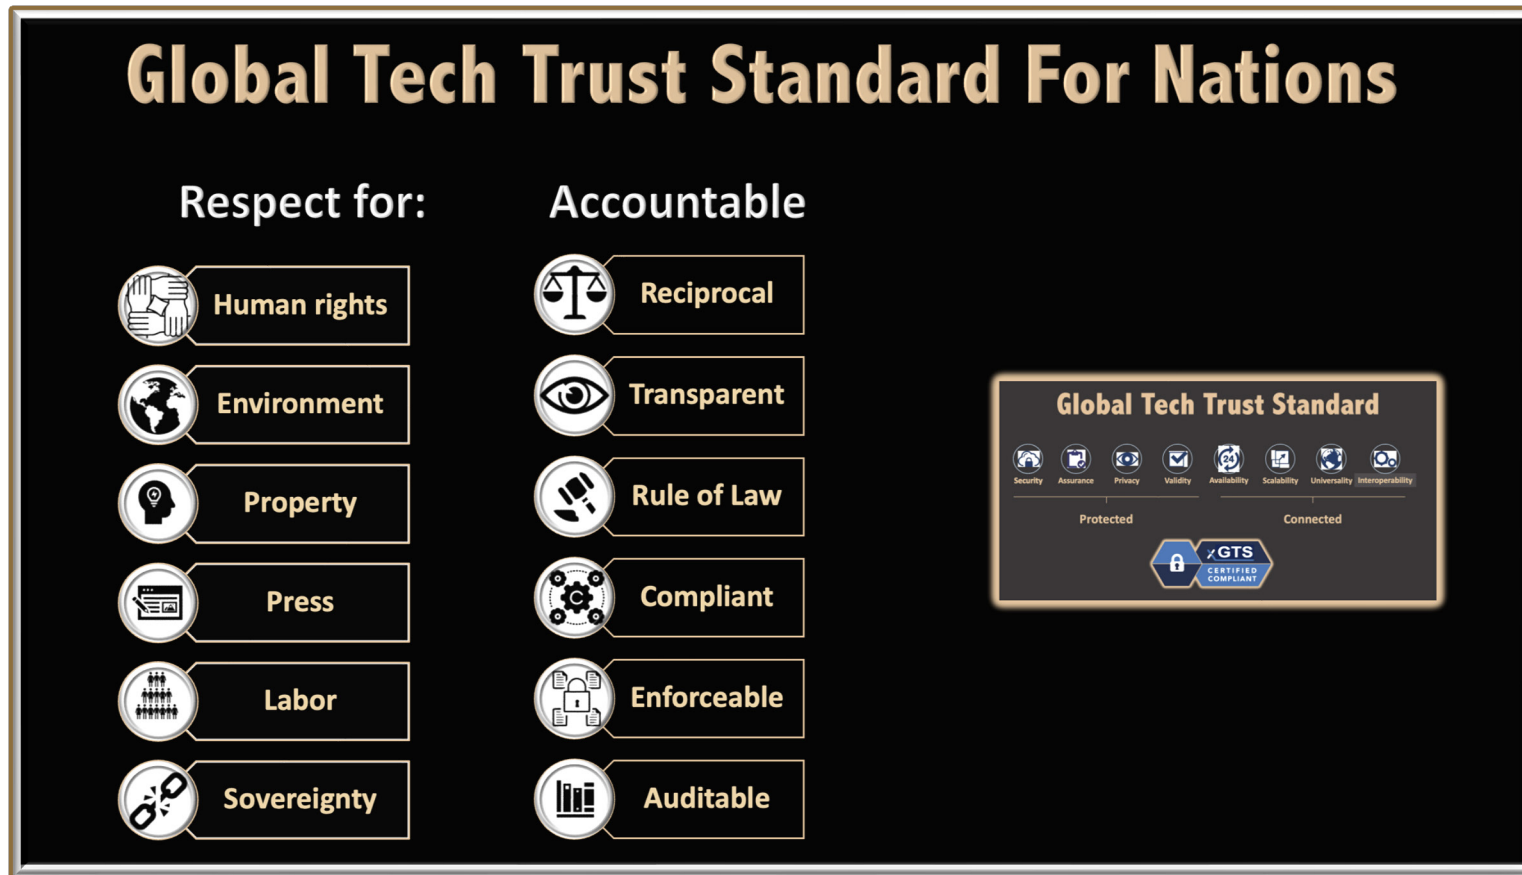 Global Tech Trust Standard For Nations
Respect for:
Human rights
Environment
Property
Press
Labor
Sovereignty
Accountable
Reciprocal
Transparent
Rule of Law
Compliant
C
Enforceable
Auditable
Global Tech Trust Standard
24
Security Assurance Privacy Validity Availability Scalability Universality Interoperability
Protected Connected
xGTS
CERTIFIED
COMPLIANT